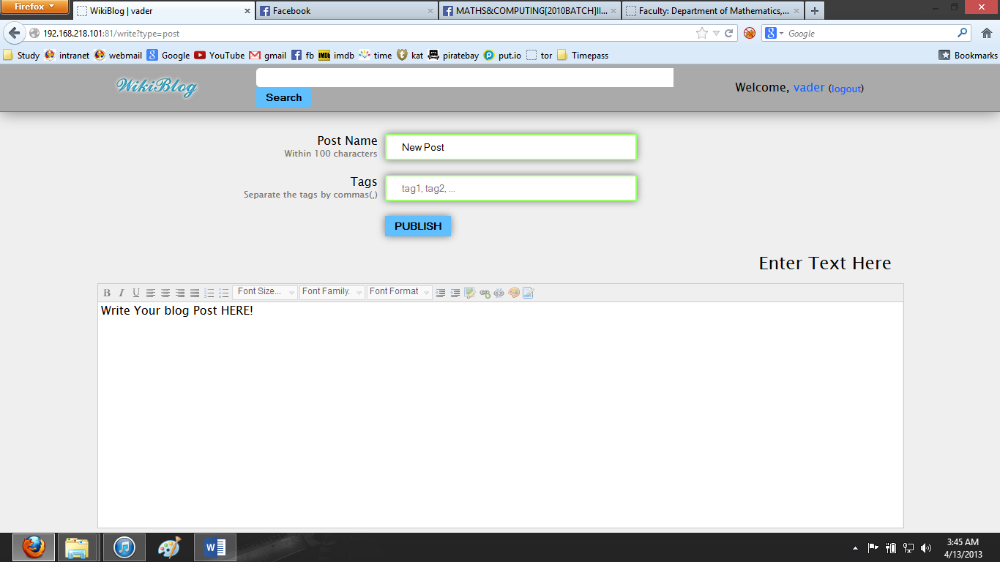 Firefox
WikiBlog | vader
Facebook
MATHS&COMPUTING[2010BATCH]II...
Faculty: Department of Mathematics,...
192.168.218.101:81/write?type=post
Google
Study intranet webmail Google YouTube gmail fb imdb time kat piratebay put.io tor Timepass Bookmarks
WikiBlog
Search
Welcome, vader (logout)
Post Name
Within 100 characters
New Post
Tags
Separate the tags by commas(,)
tag1, tag2, ...
PUBLISH
Enter Text Here
B I U Font Size... Font Family. Font Format
Write Your blog Post HERE!
3:45 AM
4/13/2013